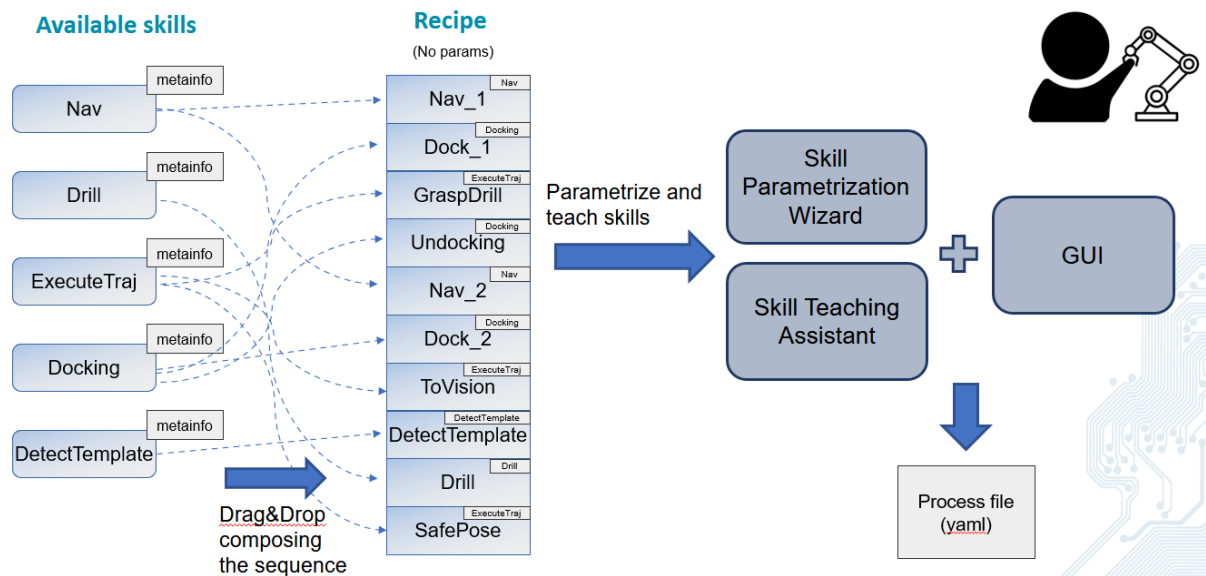 Available skills
metainfo
Nav
metainfo
Drill
metainfo
ExecuteTraj
metainfo
Docking
metainfo
DetectTemplate
Drag&Drop
composing
the sequence
Recipe
(No params)
Nav
Nav_1
Docking
Dock_1
ExecuteTraj
GraspDrill
Docking
Undocking
Nav
Nav_2
Docking
Dock_2
ExecuteTraj
ToVision
DetectTemplate
DetectTemplate
Drill
Drill
ExecuteTraj
SafePose
Parametrize and
teach skills
Skill
Parametrization
Wizard
Skill Teaching
Assistant
GUI
Process file
(yaml)